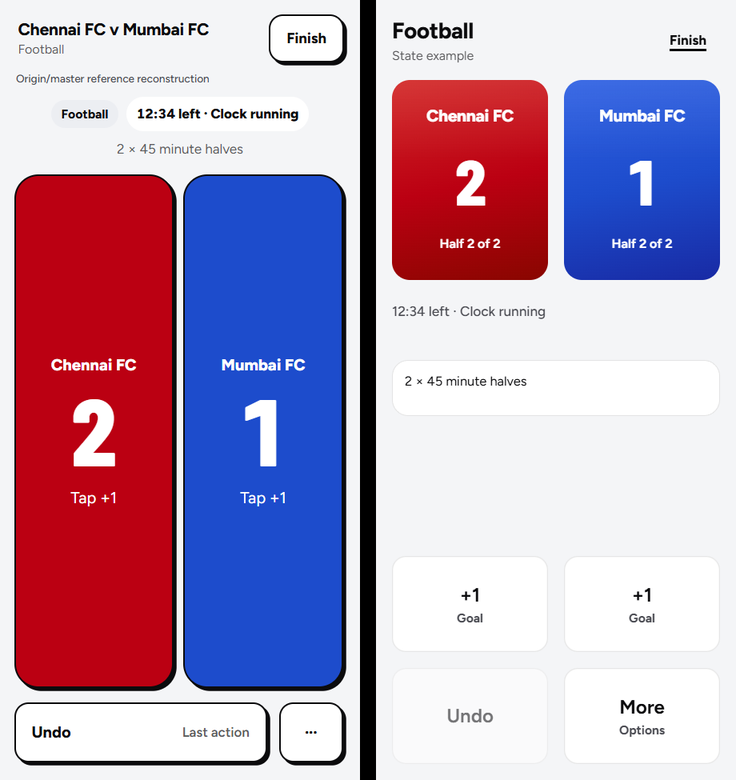 Chennai FC v Mumbai FC
Football
Finish
Origin/master reference reconstruction
Football
12:34 left · Clock running
2 × 45 minute halves
Chennai FC
2
Tap +1
Mumbai FC
1
Tap +1
Undo
Last action
···
Football
State example
Finish
Chennai FC
2
Half 2 of 2
Mumbai FC
1
Half 2 of 2
12:34 left · Clock running
2 × 45 minute halves
+1
Goal
+1
Goal
Undo
More
Options